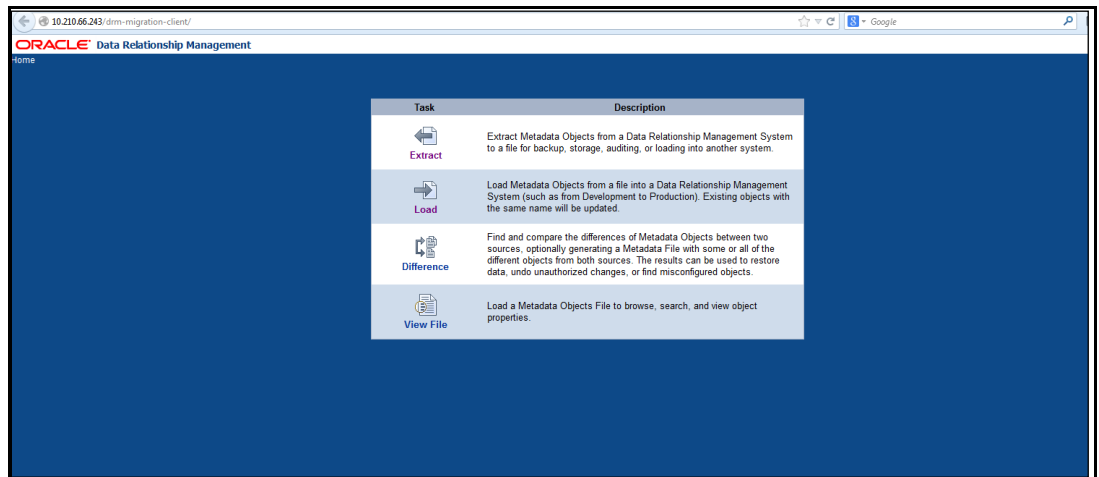 10.210.66.243/drm-migration-client/
Google
ORACLE Data Relationship Management
Home
Task Description
Extract
Extract Metadata Objects from a Data Relationship Management System
to a file for backup, storage, auditing, or loading into another system.
Load
Load Metadata Objects from a file into a Data Relationship Management
System (such as from Development to Production). Existing objects with
the same name will be updated.
Difference
Find and compare the differences of Metadata Objects between two
sources, optionally generating a Metadata File with some or all of the
different objects from both sources. The results can be used to restore
data, undo unauthorized changes, or find misconfigured objects.
View File
Load a Metadata Objects File to browse, search, and view object
properties.